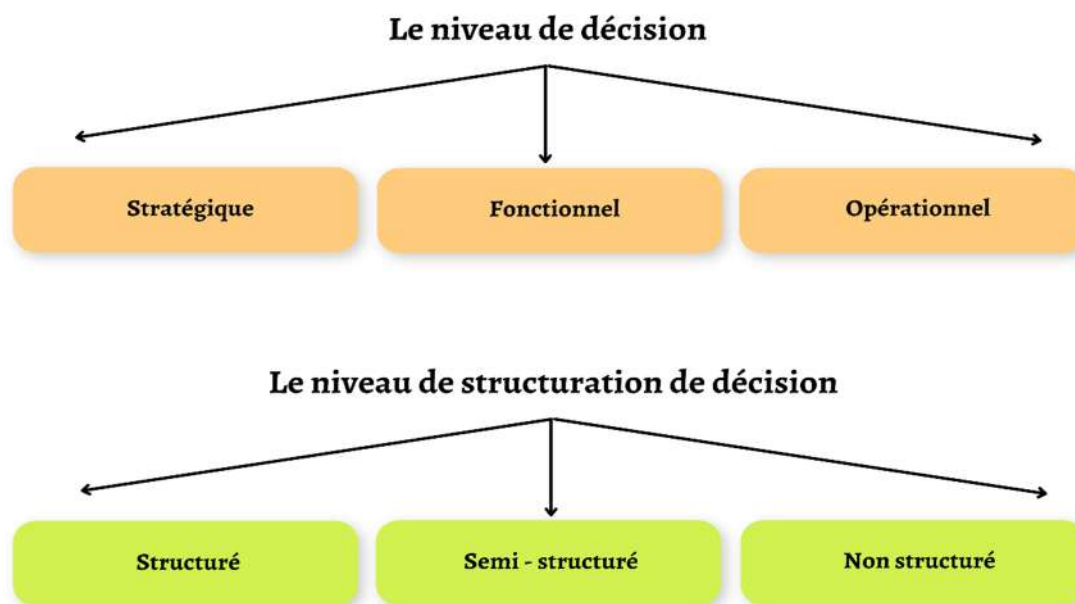 Le niveau de décision
Stratégique
Fonctionnel
Opérationnel
Le niveau de structuration de décision
Structuré
Semi - structuré
Non structuré